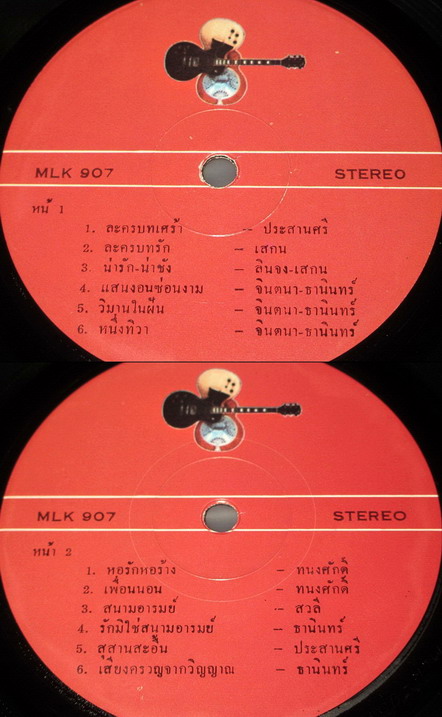 MLK 907 STEREO
หน้า 1
1. ละครบทเศร้า -- ประสานศรี
2. ละครบทรัก – เสกน
3. น่ารัก-น่าชัง – ลินจง-เสกน
4. แสนงอนซ่อนงาม – จินตนา-ธานินทร์
5. วิมานในฝัน – จินตนา-ธานินทร์
6. หนึ่งทิวา – จินตนา-ธานินทร์
MLK 907 STEREO
หน้า 2
1. หอรักหอร้าง – ทนงศักดิ์
2. เพื่อนนอน – ทนงศักดิ์
3. สนามอารมย์ – สวลี
4. รักมิใช่สนามอารมย์ – ธานินทร์
5. สุสานสะอื้น – ประสานศรี
6. เสียงครวญจากวิญญาณ – ธานินทร์